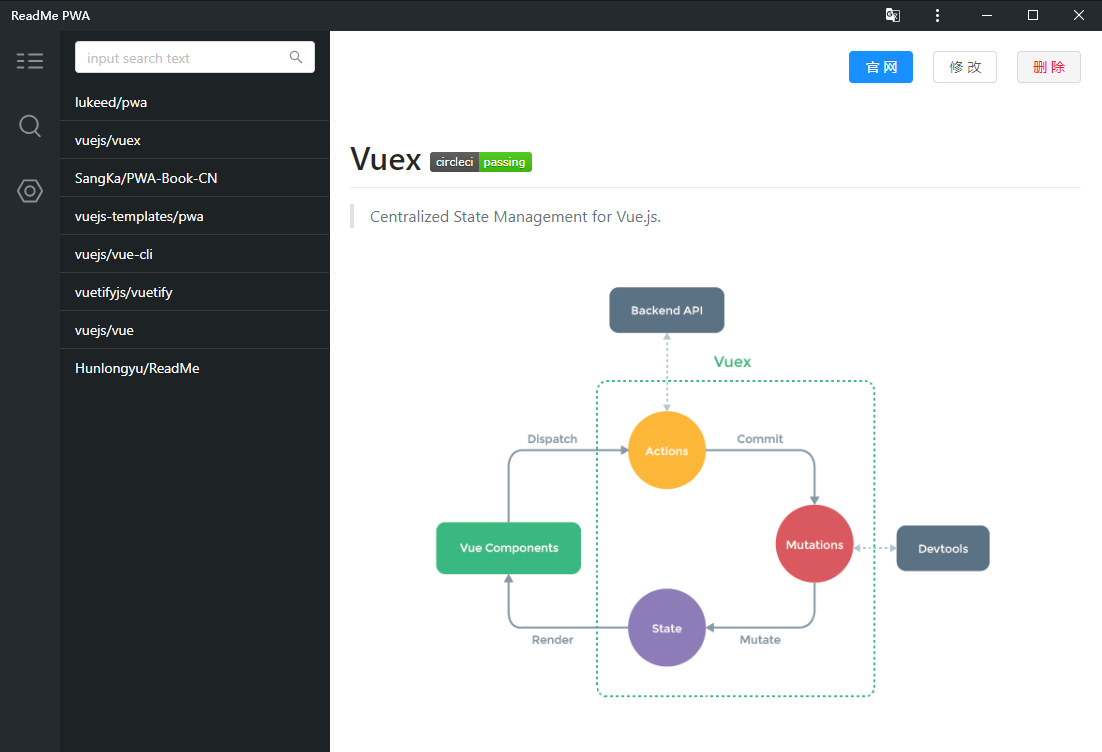 ReadMe PWA
input search text
lukeed/pwa
vuejs/vuex
SangKa/PWA-Book-CN
vuejs-templates/pwa
vuejs/vue-cli
vuetifyjs/vuetify
vuejs/vue
Hunlongyu/ReadMe
官 网
修 改
删 除
Vuex circleci passing
Centralized State Management for Vue.js.
Backend API
Vuex
Dispatch
Actions
Commit
Vue Components
Mutations
Devtools
State
Render
Mutate